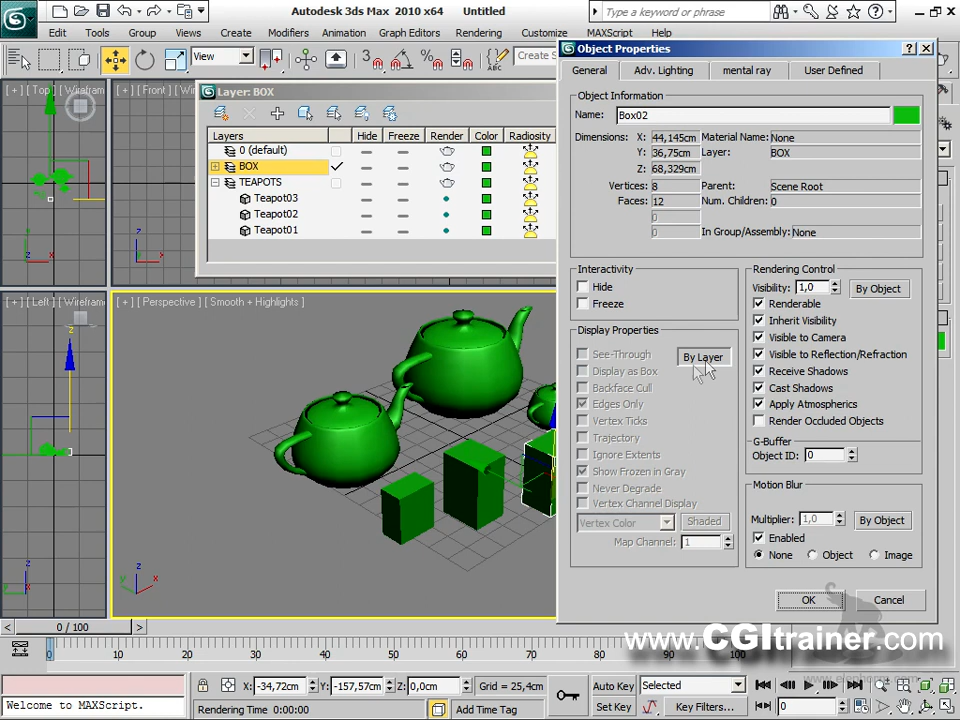 Autodesk 3ds Max 2010 x64 Untitled
Type a keyword or phrase
Edit Tools Group Views Create Modifiers Animation Graph Editors Rendering Customize MAXScript Help
View
3
ABC
Create Se
[ + ] [ Top ] [ Wirefram
[ + ] [ Front ] [ Wir
Layer: BOX
Layers Hide Freeze Render Color Radiosity
0 (default)
BOX
TEAPOTS
Teapot03
Teapot02
Teapot01
[ + ] [ Left ] [ Wirefram
[ + ] [ Perspective ] [ Smooth + Highlights ]
Object Properties
General Adv. Lighting mental ray User Defined
Object Information
Name: Box02
Dimensions: X: 44,145cm Material Name: None
Y: 36,75cm Layer: BOX
Z: 68,329cm
Vertices: 8 Parent: Scene Root
Faces: 12 Num. Children: 0
0
0 In Group/Assembly: None
Interactivity
Hide
Freeze
Display Properties
See-Through By Layer
Display as Box
Backface Cull
Edges Only
Vertex Ticks
Trajectory
Ignore Extents
Show Frozen in Gray
Never Degrade
Vertex Channel Display
Vertex Color Shaded
Map Channel: 1
Rendering Control
Visibility: 1,0 By Object
Renderable
Inherit Visibility
Visible to Camera
Visible to Reflection/Refraction
Receive Shadows
Cast Shadows
Apply Atmospherics
Render Occluded Objects
G-Buffer
Object ID: 0
Motion Blur
Multiplier: 1,0 By Object
Enabled
None Object Image
OK Cancel
0 / 100
0 10 20 30 40 50 60 70 80 90 100
www.CGItrainer.com
X: -34,72cm Y: -157,57cm Z: 0,0cm Grid = 25,4cm Auto Key Selected
Welcome to MAXScript. Rendering Time 0:00:00 Add Time Tag Set Key Key Filters... 0